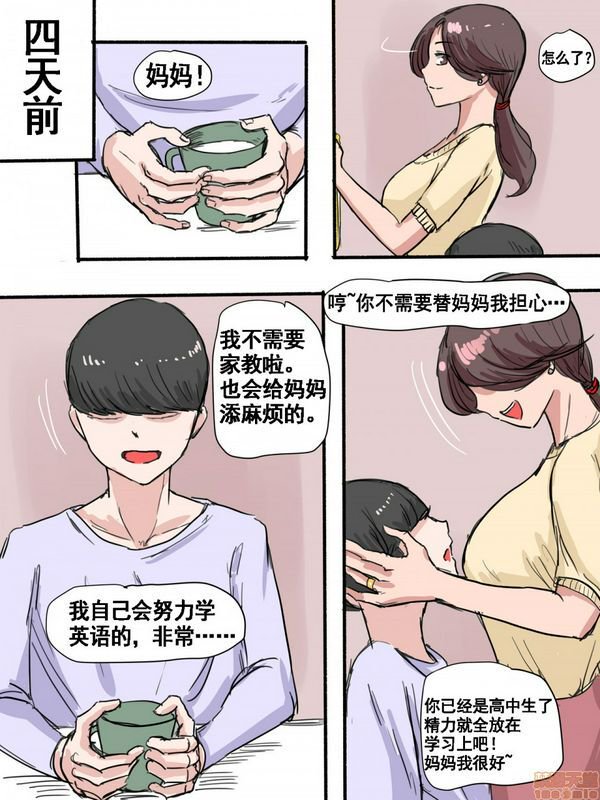 四天前
妈妈！
怎么了？
我不需要
家教啦。
也会给妈妈
添麻烦的。
我自己会努力学
英语的，非常……
哼~你不需要替妈妈我担心…
你已经是高中生了
精力就全放在
学习上吧！
妈妈我很好~